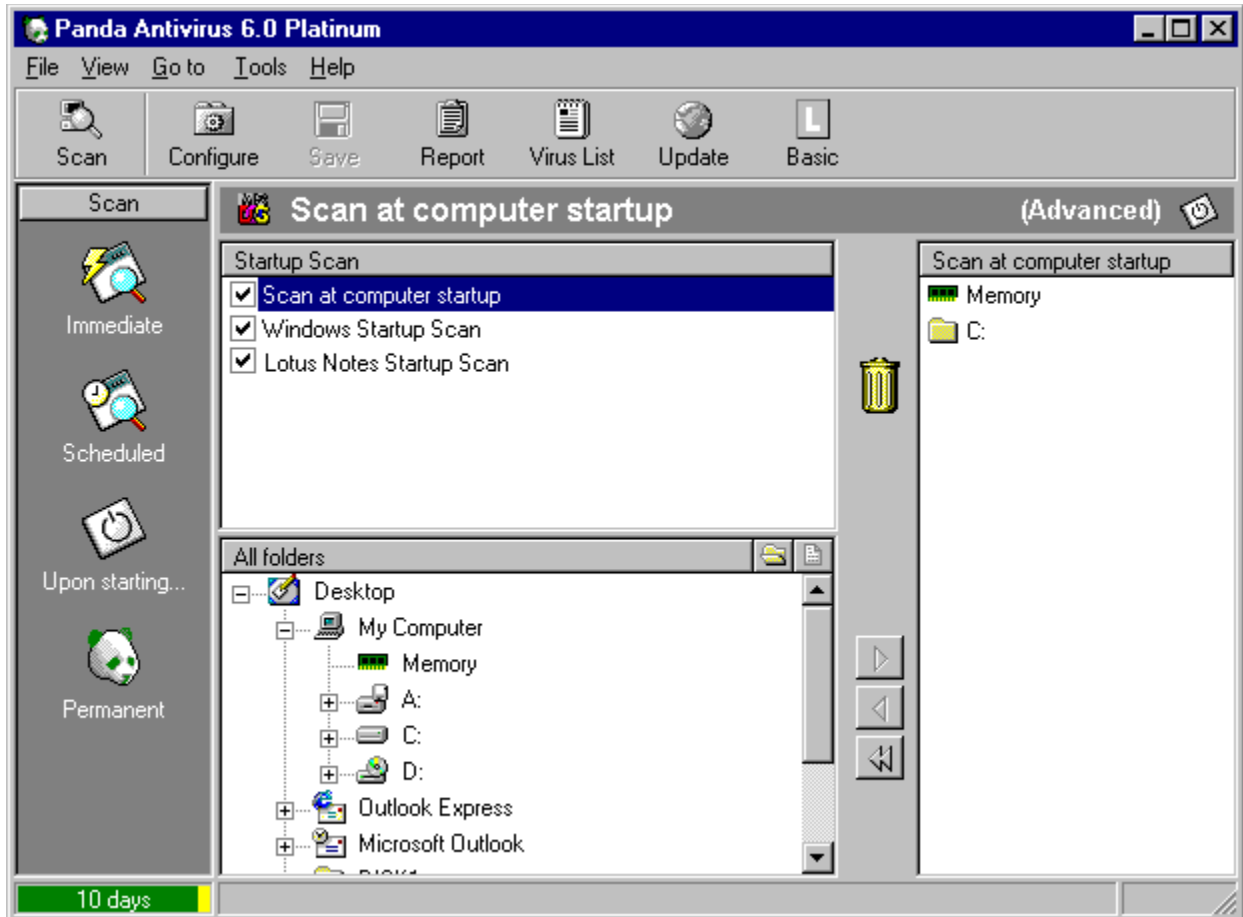 Panda Antivirus 6.0 Platinum
File View Go to Tools Help
Scan Configure Save Report Virus List Update L Basic
Scan
Immediate
Scheduled
Upon starting...
Permanent
Scan at computer startup (Advanced)
Startup Scan
Scan at computer startup
Windows Startup Scan
Lotus Notes Startup Scan
All folders
Desktop
My Computer
Memory
A:
C:
D:
Outlook Express
Microsoft Outlook
Scan at computer startup
Memory
C:
10 days